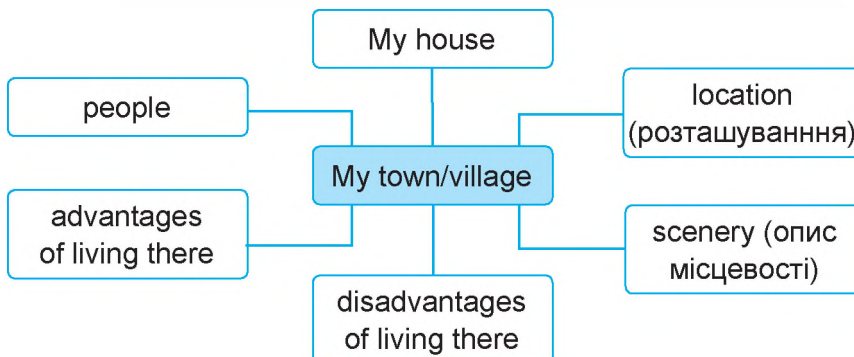 My house
people
location
(розташуванння)
My town/village
advantages
of living there
scenery (опис
місцевості)
disadvantages
of living there